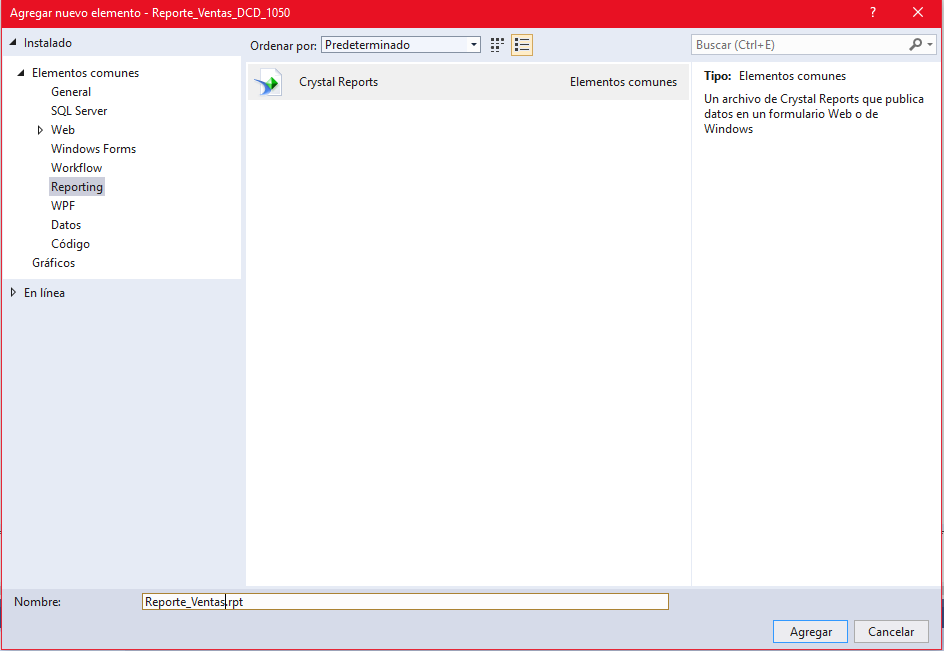 Agregar nuevo elemento - Reporte_Ventas_DCD_1050
?
Instalado
Ordenar por: Predeterminado
Buscar (Ctrl+E)
Elementos comunes
General
SQL Server
Web
Windows Forms
Workflow
Reporting
WPF
Datos
Código
Gráficos
En línea
Crystal Reports Elementos comunes
Tipo: Elementos comunes
Un archivo de Crystal Reports que publica
datos en un formulario Web o de
Windows
Nombre: Reporte_Ventas.rpt
Agregar Cancelar